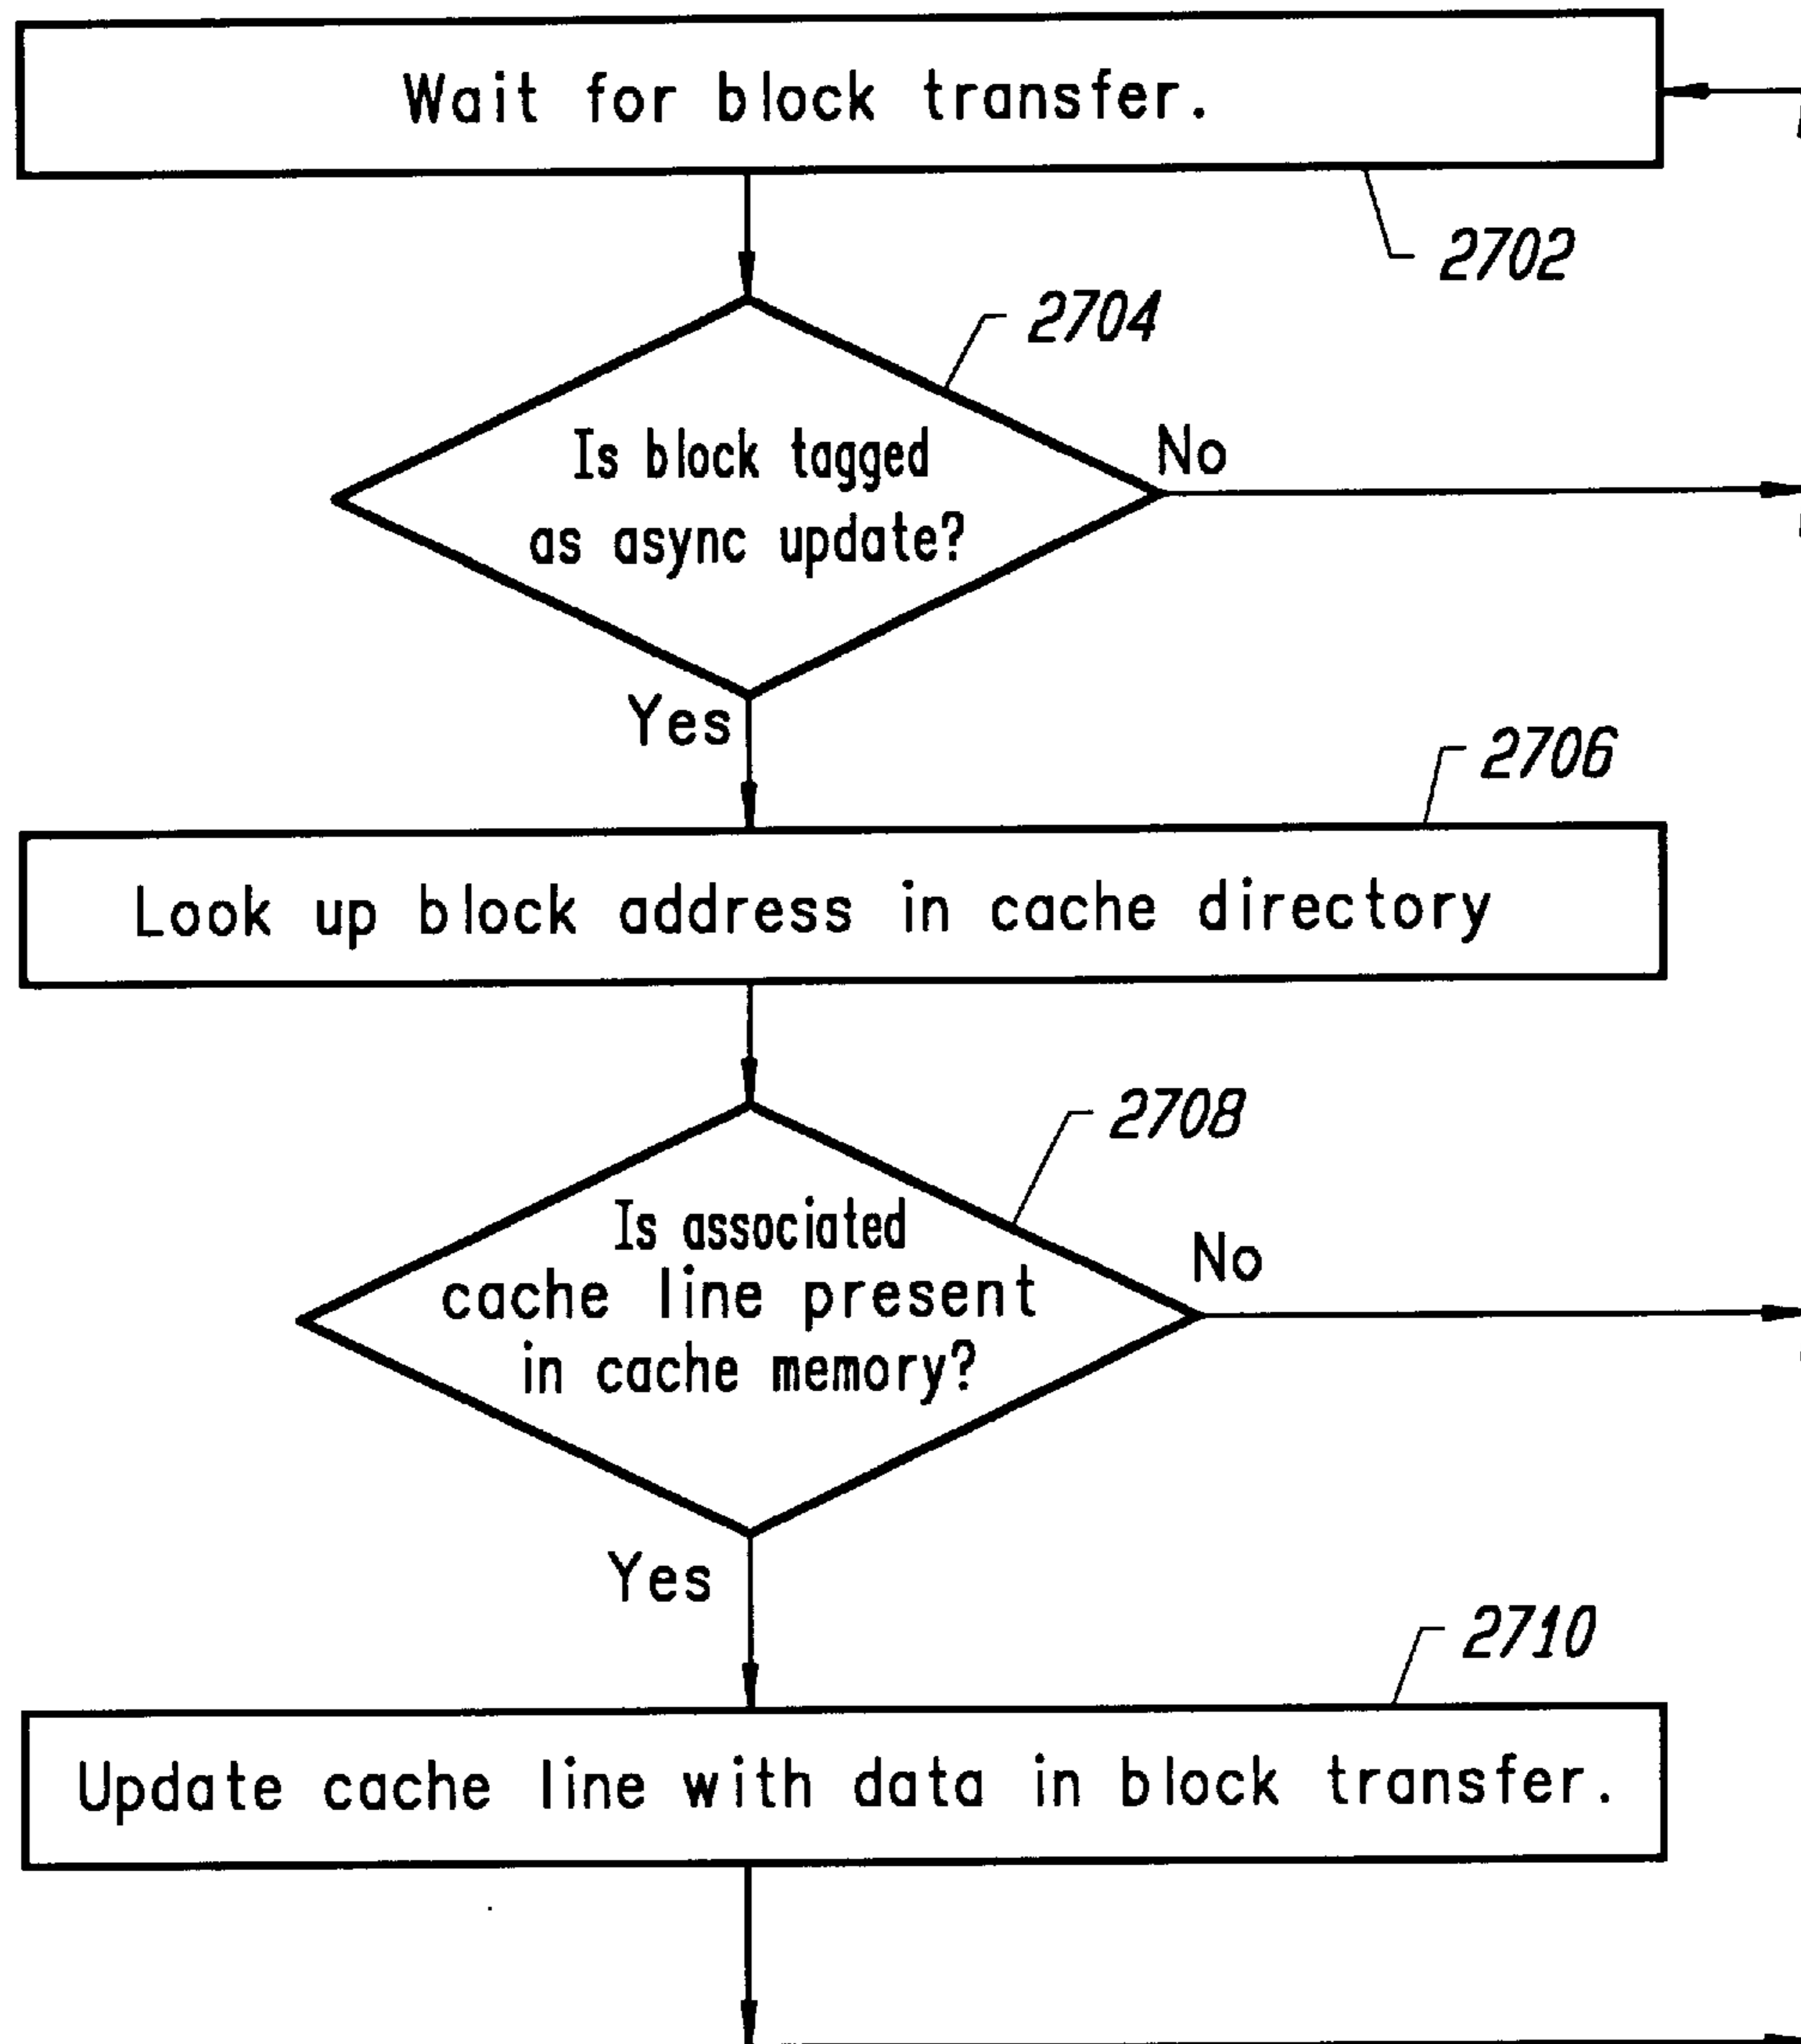 Wait for block transfer.
2702
2704
Is block tagged
as async update?
No
Yes
2706
Look up block address in cache directory
2708
Is associated
cache line present
in cache memory?
No
Yes
2710
Update cache line with data in block transfer.